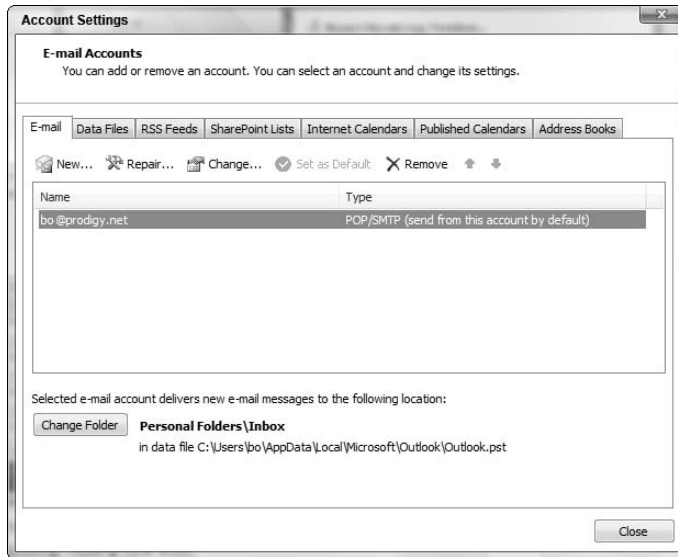 Account Settings
E-mail Accounts
You can add or remove an account. You can select an account and change its settings.
E-mail Data Files RSS Feeds SharePoint Lists Internet Calendars Published Calendars Address Books
New... Repair... Change... Set as Default Remove
Name Type
bo@prodigy.net POP/SMTP (send from this account by default)
Selected e-mail account delivers new e-mail messages to the following location:
Change Folder Personal Folders\Inbox
in data file C:\Users\bo\AppData\Local\Microsoft\Outlook\Outlook.pst
Close